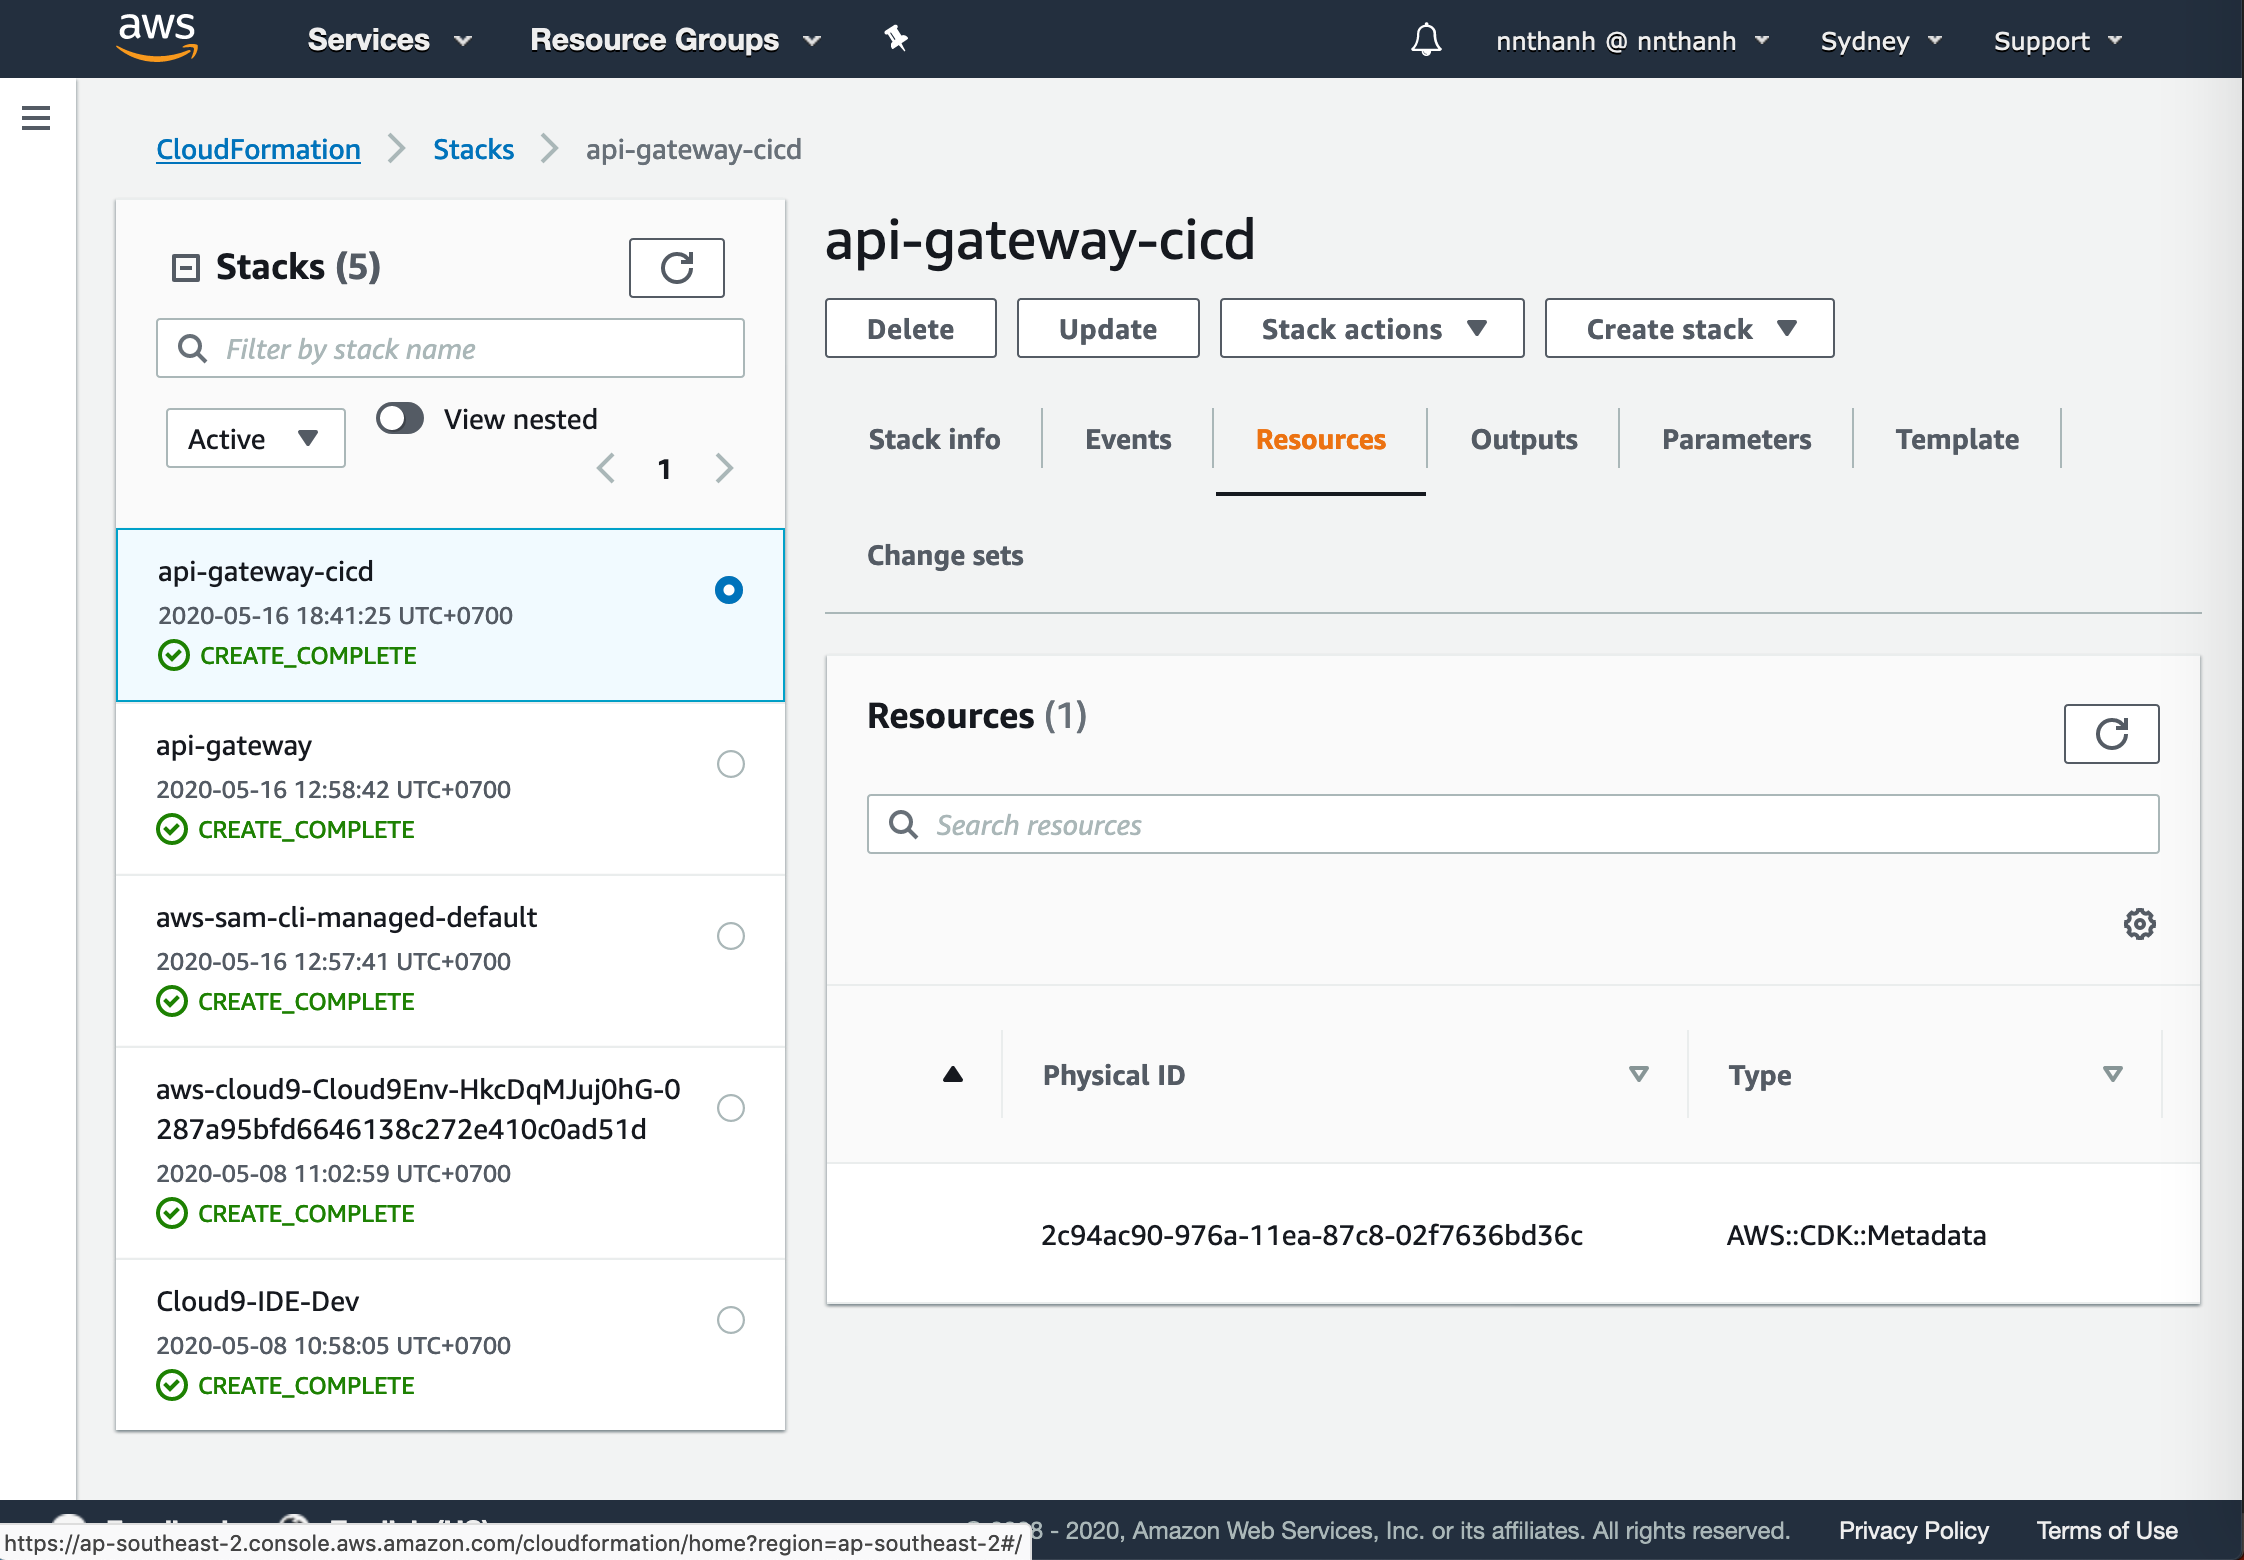 aws
Services
Resource Groups
nnthanh @ nnthanh
Sydney
Support
CloudFormation
Stacks
api-gateway-cicd
Stacks (5)
Filter by stack name
Active
View nested
1
api-gateway-cicd
2020-05-16 18:41:25 UTC+0700
CREATE_COMPLETE
api-gateway
2020-05-16 12:58:42 UTC+0700
CREATE_COMPLETE
aws-sam-cli-managed-default
2020-05-16 12:57:41 UTC+0700
CREATE_COMPLETE
aws-cloud9-Cloud9Env-HkcDqMJuj0hG-0
287a95bfd6646138c272e410c0ad51d
2020-05-08 11:02:59 UTC+0700
CREATE_COMPLETE
Cloud9-IDE-Dev
2020-05-08 10:58:05 UTC+0700
CREATE_COMPLETE
api-gateway-cicd
Delete
Update
Stack actions
Create stack
Stack info
Events
Resources
Outputs
Parameters
Template
Change sets
Resources (1)
Search resources
Physical ID
Type
2c94ac90-976a-11ea-87c8-02f7636bd36c
AWS::CDK::Metadata
https://ap-southeast-2.console.aws.amazon.com/cloudformation/home?region=ap-southeast-2#/
8 - 2020, Amazon Web Services, Inc. or its affiliates. All rights reserved.
Privacy Policy
Terms of Use